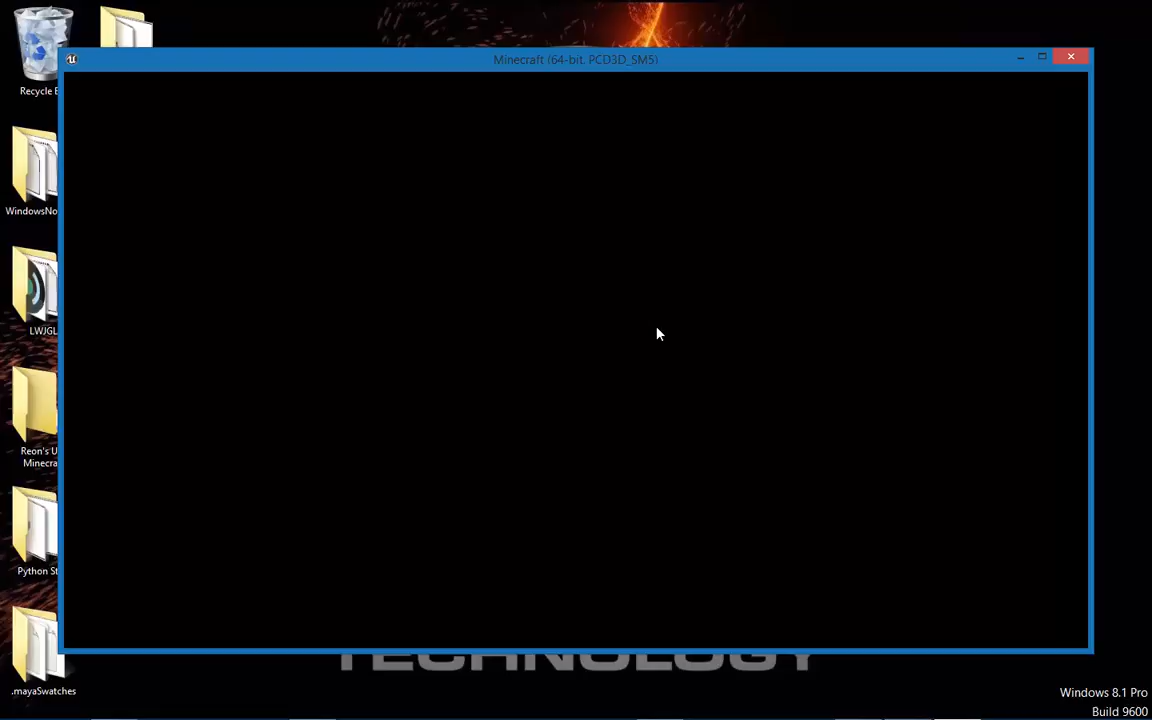 Minecraft (64-bit, PCD3D_SM5)
Recycle
WindowsNo
LWJGL
Reon's U
Minecra
Python St
.mayaSwatches
TECHNOLOGY
Windows 8.1 Pro
Build 9600